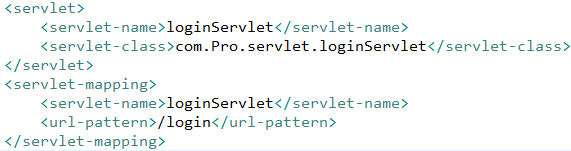 <servlet>
    <servlet-name>loginServlet</servlet-name>
    <servlet-class>com.Pro.servlet.loginServlet</servlet-class>
</servlet>
<servlet-mapping>
    <servlet-name>loginServlet</servlet-name>
    <url-pattern>/login</url-pattern>
</servlet-mapping>